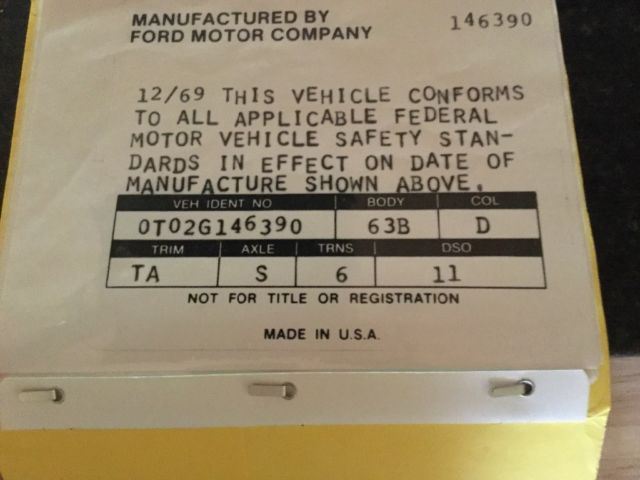 MANUFACTURED BY
FORD MOTOR COMPANY
146390
12/69 THIS VEHICLE CONFORMS
TO ALL APPLICABLE FEDERAL
MOTOR VEHICLE SAFETY STAN-
DARDS IN EFFECT ON DATE OF
MANUFACTURE SHOWN ABOVE.
VEH IDENT NO BODY COL
0T02G146390 63B D
TRIM AXLE TRNS DSO
TA S 6 11
NOT FOR TITLE OR REGISTRATION
MADE IN U.S.A.